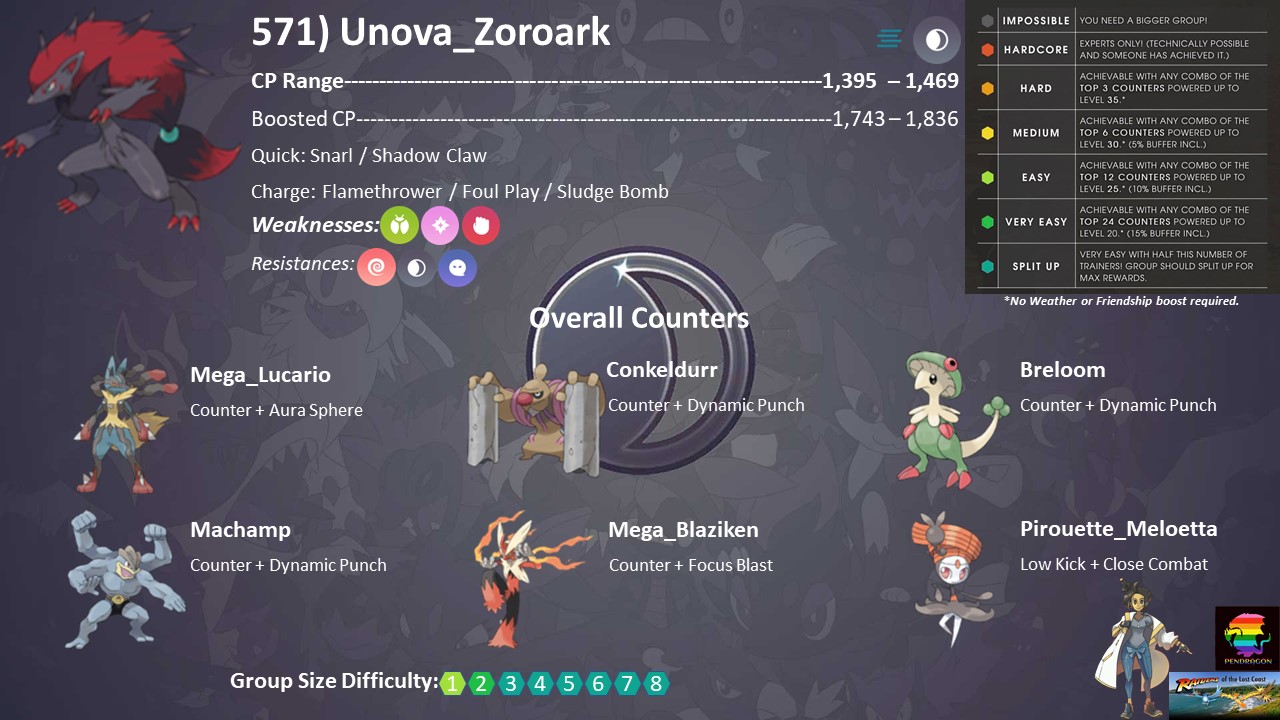 571) Unova_Zoroark
CP Range--------------------------------------------------------------------1,395 – 1,469
Boosted CP--------------------------------------------------------------------1,743 – 1,836
Quick: Snarl / Shadow Claw
Charge: Flamethrower / Foul Play / Sludge Bomb
Weaknesses:
Resistances:
IMPOSSIBLE YOU NEED A BIGGER GROUP!
HARDCORE EXPERTS ONLY! (TECHNICALLY POSSIBLE
AND SOMEONE HAS ACHIEVED IT.)
HARD ACHIEVABLE WITH ANY COMBO OF THE
TOP 3 COUNTERS POWERED UP TO
LEVEL 35.*
MEDIUM ACHIEVABLE WITH ANY COMBO OF THE
TOP 6 COUNTERS POWERED UP TO
LEVEL 30.* (5% BUFFER INCL.)
EASY ACHIEVABLE WITH ANY COMBO OF THE
TOP 12 COUNTERS POWERED UP TO
LEVEL 25.* (10% BUFFER INCL.)
VERY EASY ACHIEVABLE WITH ANY COMBO OF THE
TOP 24 COUNTERS POWERED UP TO
LEVEL 20.* (15% BUFFER INCL.)
SPLIT UP VERY EASY WITH HALF THIS NUMBER OF
TRAINERS! GROUP SHOULD SPLIT UP FOR
MAX REWARDS.
*No Weather or Friendship boost required.
Overall Counters
Mega_Lucario
Counter + Aura Sphere
Conkeldurr
Counter + Dynamic Punch
Breloom
Counter + Dynamic Punch
Machamp
Counter + Dynamic Punch
Mega_Blaziken
Counter + Focus Blast
Pirouette_Meloetta
Low Kick + Close Combat
Group Size Difficulty: 1 2 3 4 5 6 7 8
PENDRAGON
RAIDERS of the Lost Coast